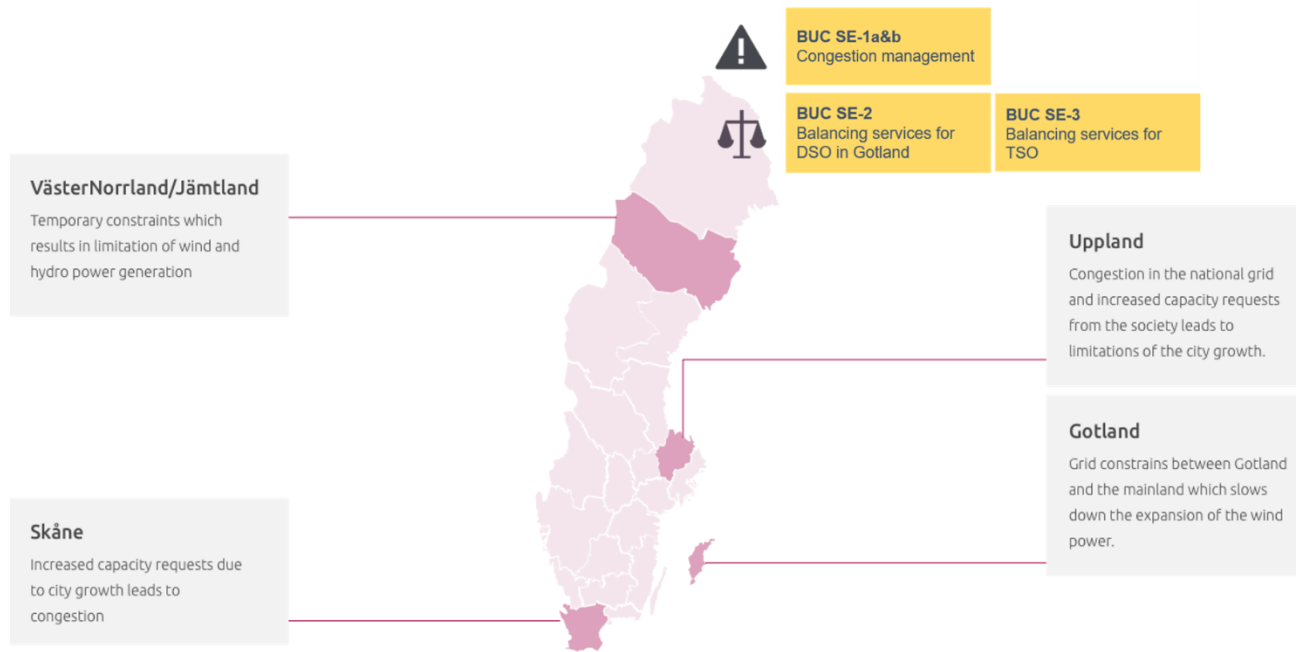 BUC SE-1a&b
Congestion management
BUC SE-2
Balancing services for
DSO in Gotland
BUC SE-3
Balancing services for
TSO
VästerNorrland/Jämtland
Temporary constraints which
results in limitation of wind and
hydro power generation
Uppland
Congestion in the national grid
and increased capacity requests
from the society leads to
limitations of the city growth.
Gotland
Grid constrains between Gotland
and the mainland which slows
down the expansion of the wind
power.
Skåne
Increased capacity requests due
to city growth leads to
congestion